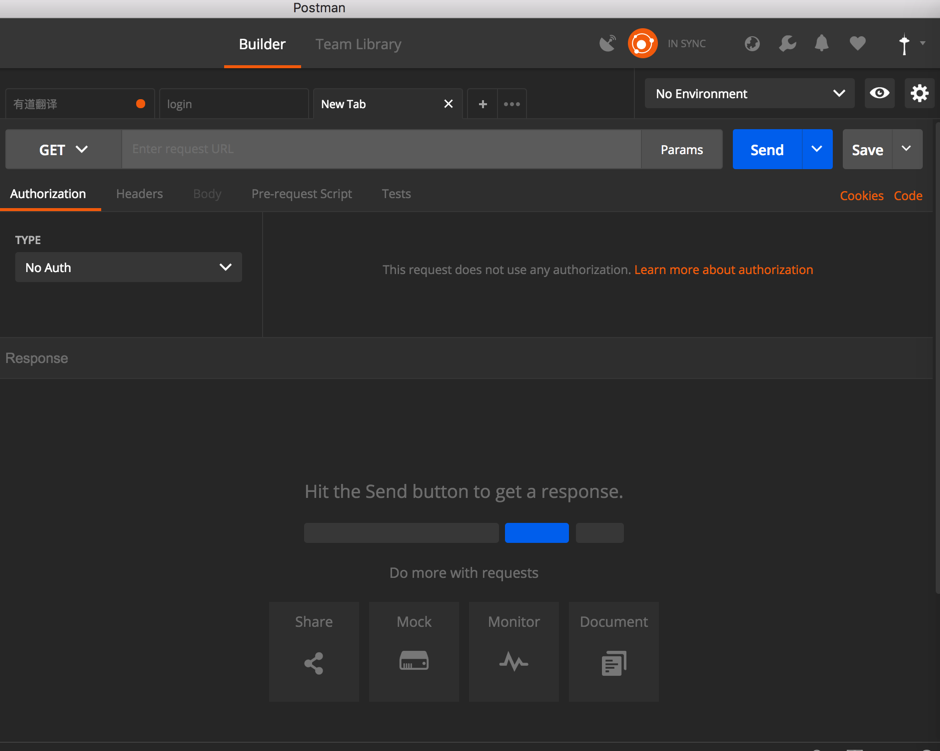 Postman
Builder
Team Library
IN SYNC
有道翻译
login
New Tab
No Environment
GET
Enter request URL
Params
Send
Save
Authorization
Headers
Body
Pre-request Script
Tests
Cookies
Code
TYPE
No Auth
This request does not use any authorization. Learn more about authorization
Response
Hit the Send button to get a response.
Do more with requests
Share
Mock
Monitor
Document